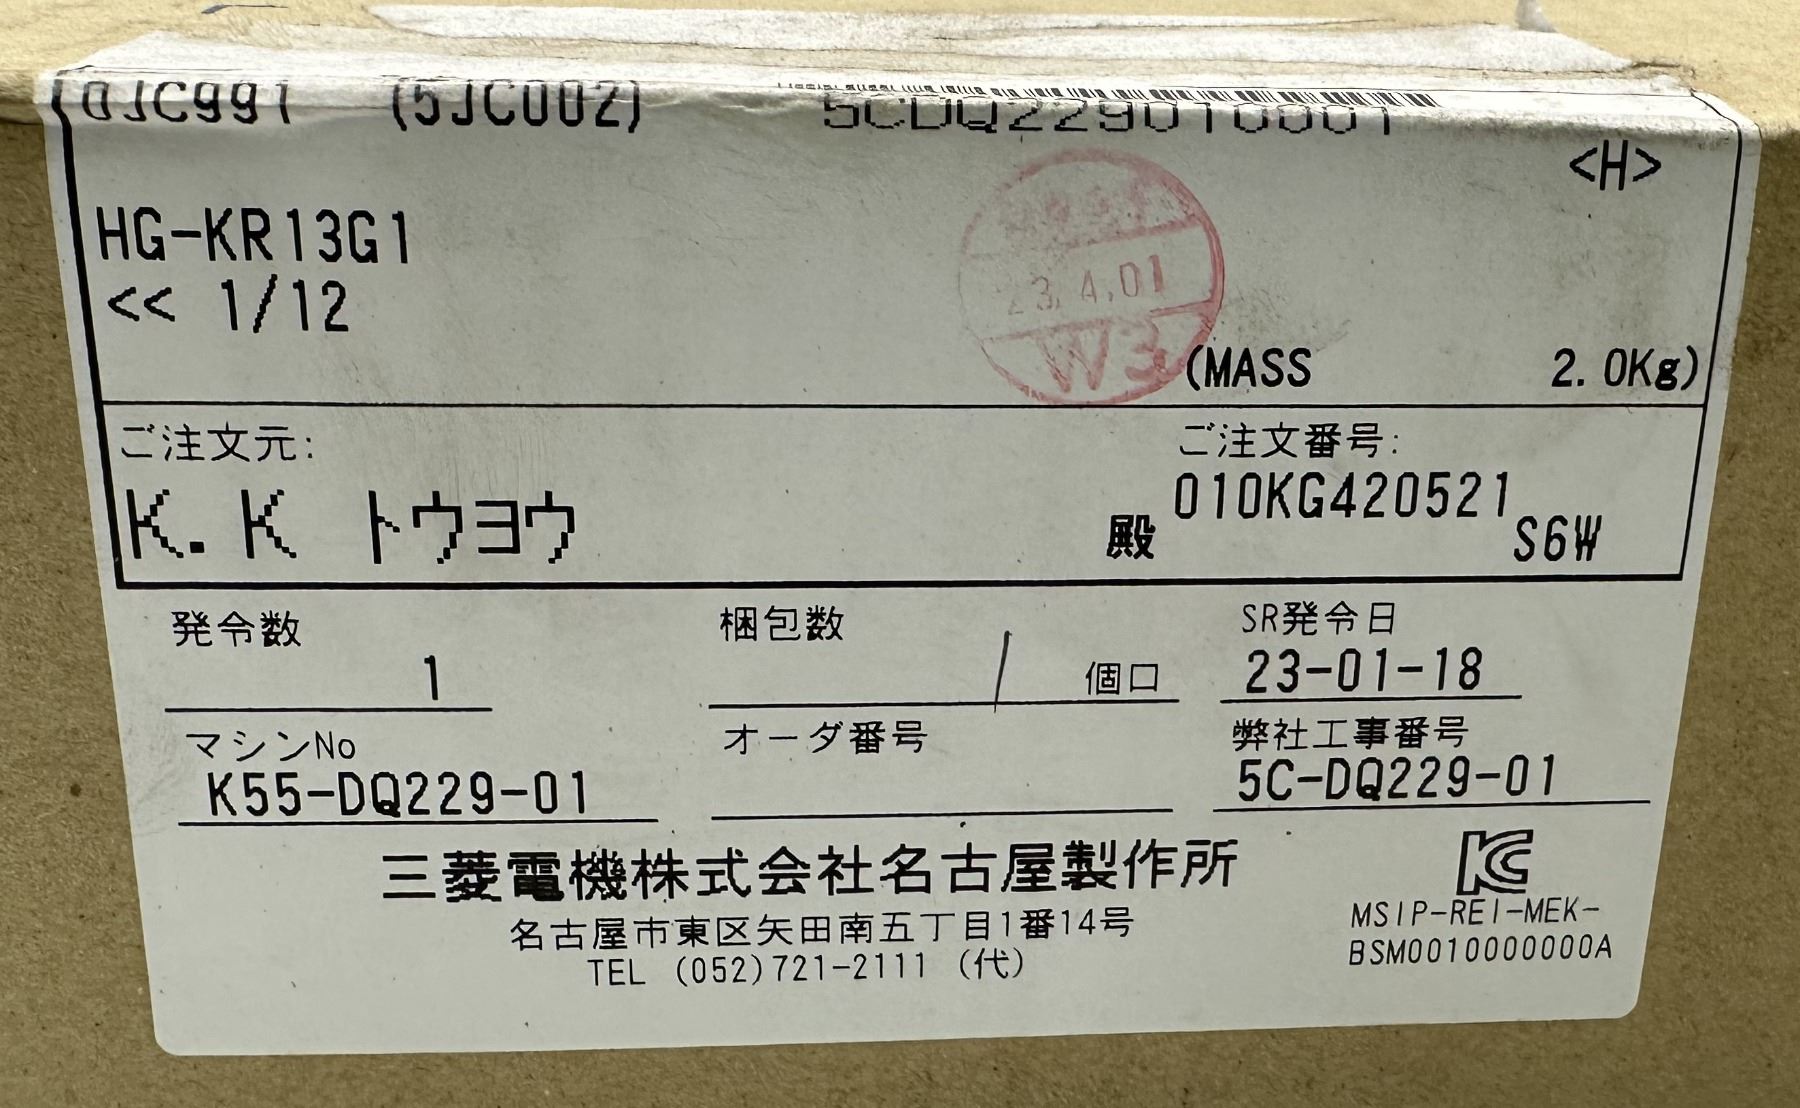 (5JC002)
5CDQ229010001
<H>
HG-KR13G1
<< 1/12
23.4.01
W3
(MASS 2.0Kg)
ご注文元:
K.K トウヨウ 殿
ご注文番号:
010KG420521
S6W
発令数
1
梱包数
/ 個口
SR発令日
23-01-18
マシンNo
K55-DQ229-01
オーダ番号
弊社工事番号
5C-DQ229-01
三菱電機株式会社名古屋製作所
名古屋市東区矢田南五丁目1番14号
TEL (052)721-2111 (代)
KC
MSIP-REI-MEK-
BSM0010000000A